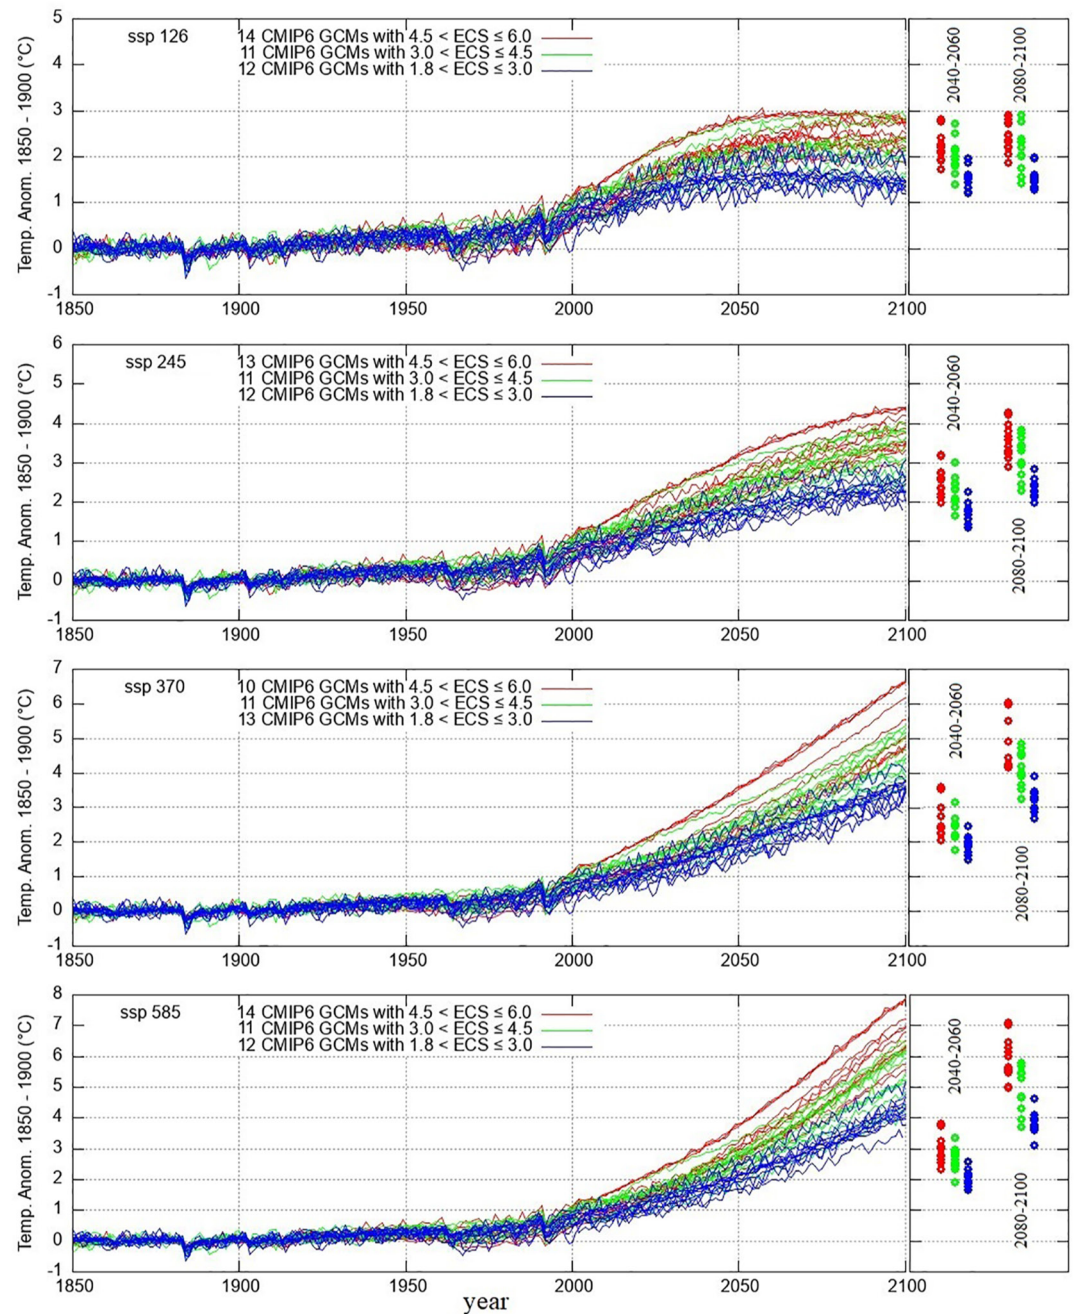 5
4
3
2
1
0
-1
Temp. Anom. 1850 - 1900 (°C)
ssp 126
14 CMIP6 GCMs with 4.5 < ECS ≤ 6.0
11 CMIP6 GCMs with 3.0 < ECS ≤ 4.5
12 CMIP6 GCMs with 1.8 < ECS ≤ 3.0
2040-2060
2080-2100
1850 1900 1950 2000 2050 2100
6
5
4
3
2
1
0
-1
Temp. Anom. 1850 - 1900 (°C)
ssp 245
13 CMIP6 GCMs with 4.5 < ECS ≤ 6.0
11 CMIP6 GCMs with 3.0 < ECS ≤ 4.5
12 CMIP6 GCMs with 1.8 < ECS ≤ 3.0
2040-2060
2080-2100
1850 1900 1950 2000 2050 2100
7
6
5
4
3
2
1
0
-1
Temp. Anom. 1850 - 1900 (°C)
ssp 370
10 CMIP6 GCMs with 4.5 < ECS ≤ 6.0
11 CMIP6 GCMs with 3.0 < ECS ≤ 4.5
13 CMIP6 GCMs with 1.8 < ECS ≤ 3.0
2040-2060
2080-2100
1850 1900 1950 2000 2050 2100
8
7
6
5
4
3
2
1
0
-1
Temp. Anom. 1850 - 1900 (°C)
ssp 585
14 CMIP6 GCMs with 4.5 < ECS ≤ 6.0
11 CMIP6 GCMs with 3.0 < ECS ≤ 4.5
12 CMIP6 GCMs with 1.8 < ECS ≤ 3.0
2040-2060
2080-2100
1850 1900 1950 2000 2050 2100
year